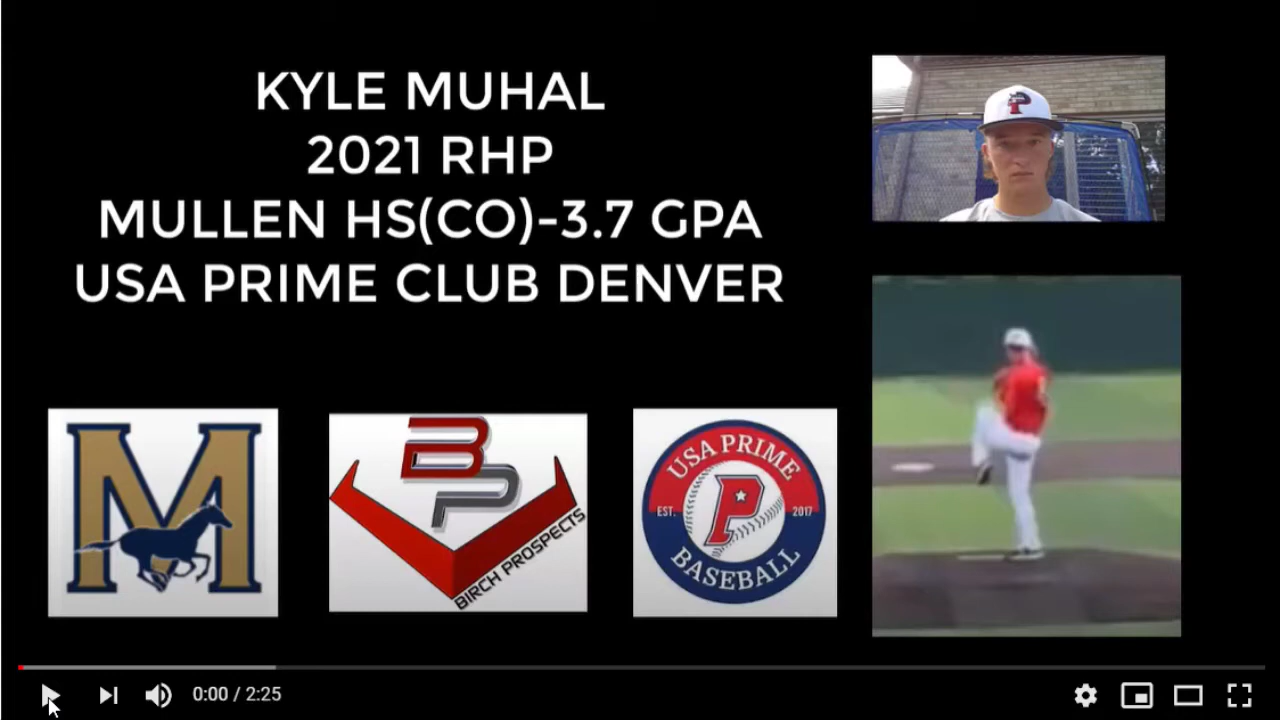 KYLE MUHAL
2021 RHP
MULLEN HS(CO)-3.7 GPA
USA PRIME CLUB DENVER
P
M
BP
BIRCH PROSPECTS
USA PRIME
EST. P 2017
BASEBALL
0:00 / 2:25